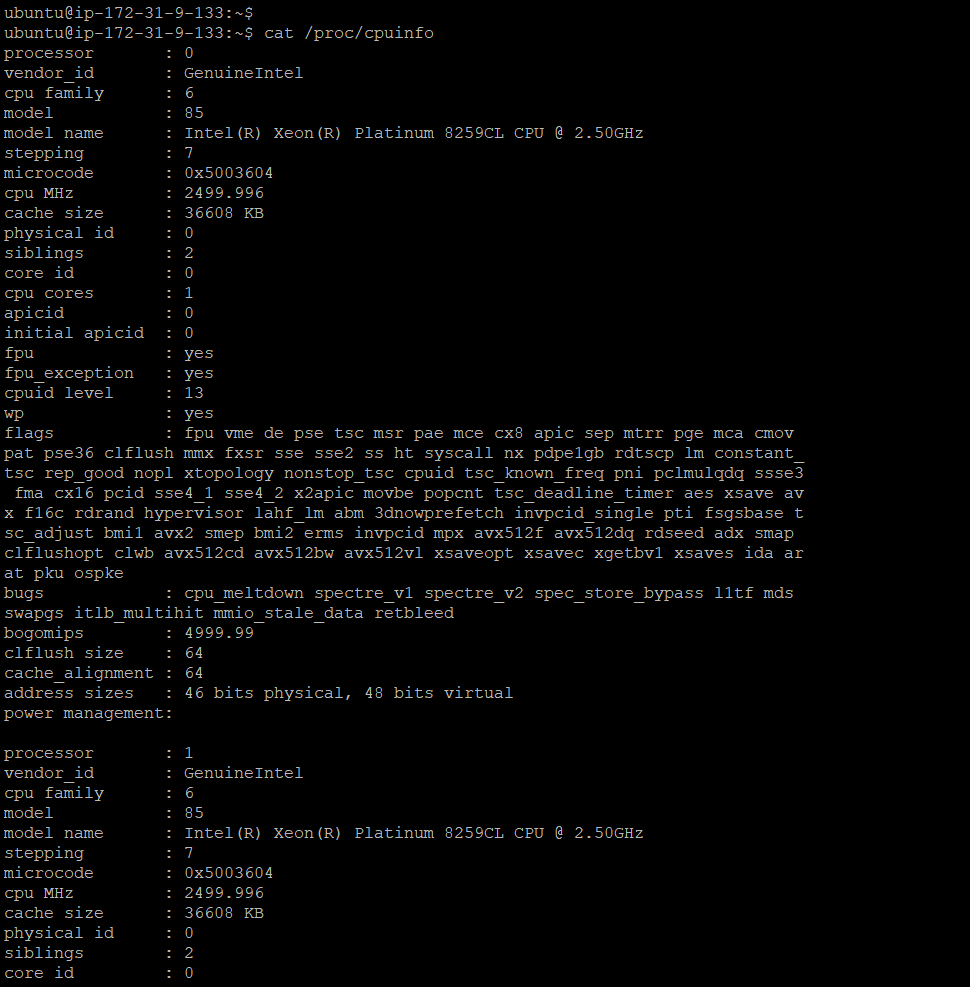 ubuntu@ip-172-31-9-133:~$
ubuntu@ip-172-31-9-133:~$ cat /proc/cpuinfo
processor       : 0
vendor_id       : GenuineIntel
cpu family      : 6
model           : 85
model name      : Intel(R) Xeon(R) Platinum 8259CL CPU @ 2.50GHz
stepping        : 7
microcode       : 0x5003604
cpu MHz         : 2499.996
cache size      : 36608 KB
physical id     : 0
siblings        : 2
core id         : 0
cpu cores       : 1
apicid          : 0
initial apicid  : 0
fpu             : yes
fpu_exception   : yes
cpuid level     : 13
wp              : yes
flags           : fpu vme de pse tsc msr pae mce cx8 apic sep mtrr pge mca cmov
pat pse36 clflush mmx fxsr sse sse2 ss ht syscall nx pdpe1gb rdtscp lm constant_
tsc rep_good nopl xtopology nonstop_tsc cpuid tsc_known_freq pni pclmulqdq ssse3
 fma cx16 pcid sse4_1 sse4_2 x2apic movbe popcnt tsc_deadline_timer aes xsave av
x f16c rdrand hypervisor lahf_lm abm 3dnowprefetch invpcid_single pti fsgsbase t
sc_adjust bmi1 avx2 smep bmi2 erms invpcid mpx avx512f avx512dq rdseed adx smap
clflushopt clwb avx512cd avx512bw avx512vl xsaveopt xsavec xgetbv1 xsaves ida ar
at pku ospke
bugs            : cpu_meltdown spectre_v1 spectre_v2 spec_store_bypass l1tf mds
swapgs itlb_multihit mmio_stale_data retbleed
bogomips        : 4999.99
clflush size    : 64
cache_alignment : 64
address sizes   : 46 bits physical, 48 bits virtual
power management:

processor       : 1
vendor_id       : GenuineIntel
cpu family      : 6
model           : 85
model name      : Intel(R) Xeon(R) Platinum 8259CL CPU @ 2.50GHz
stepping        : 7
microcode       : 0x5003604
cpu MHz         : 2499.996
cache size      : 36608 KB
physical id     : 0
siblings        : 2
core id         : 0